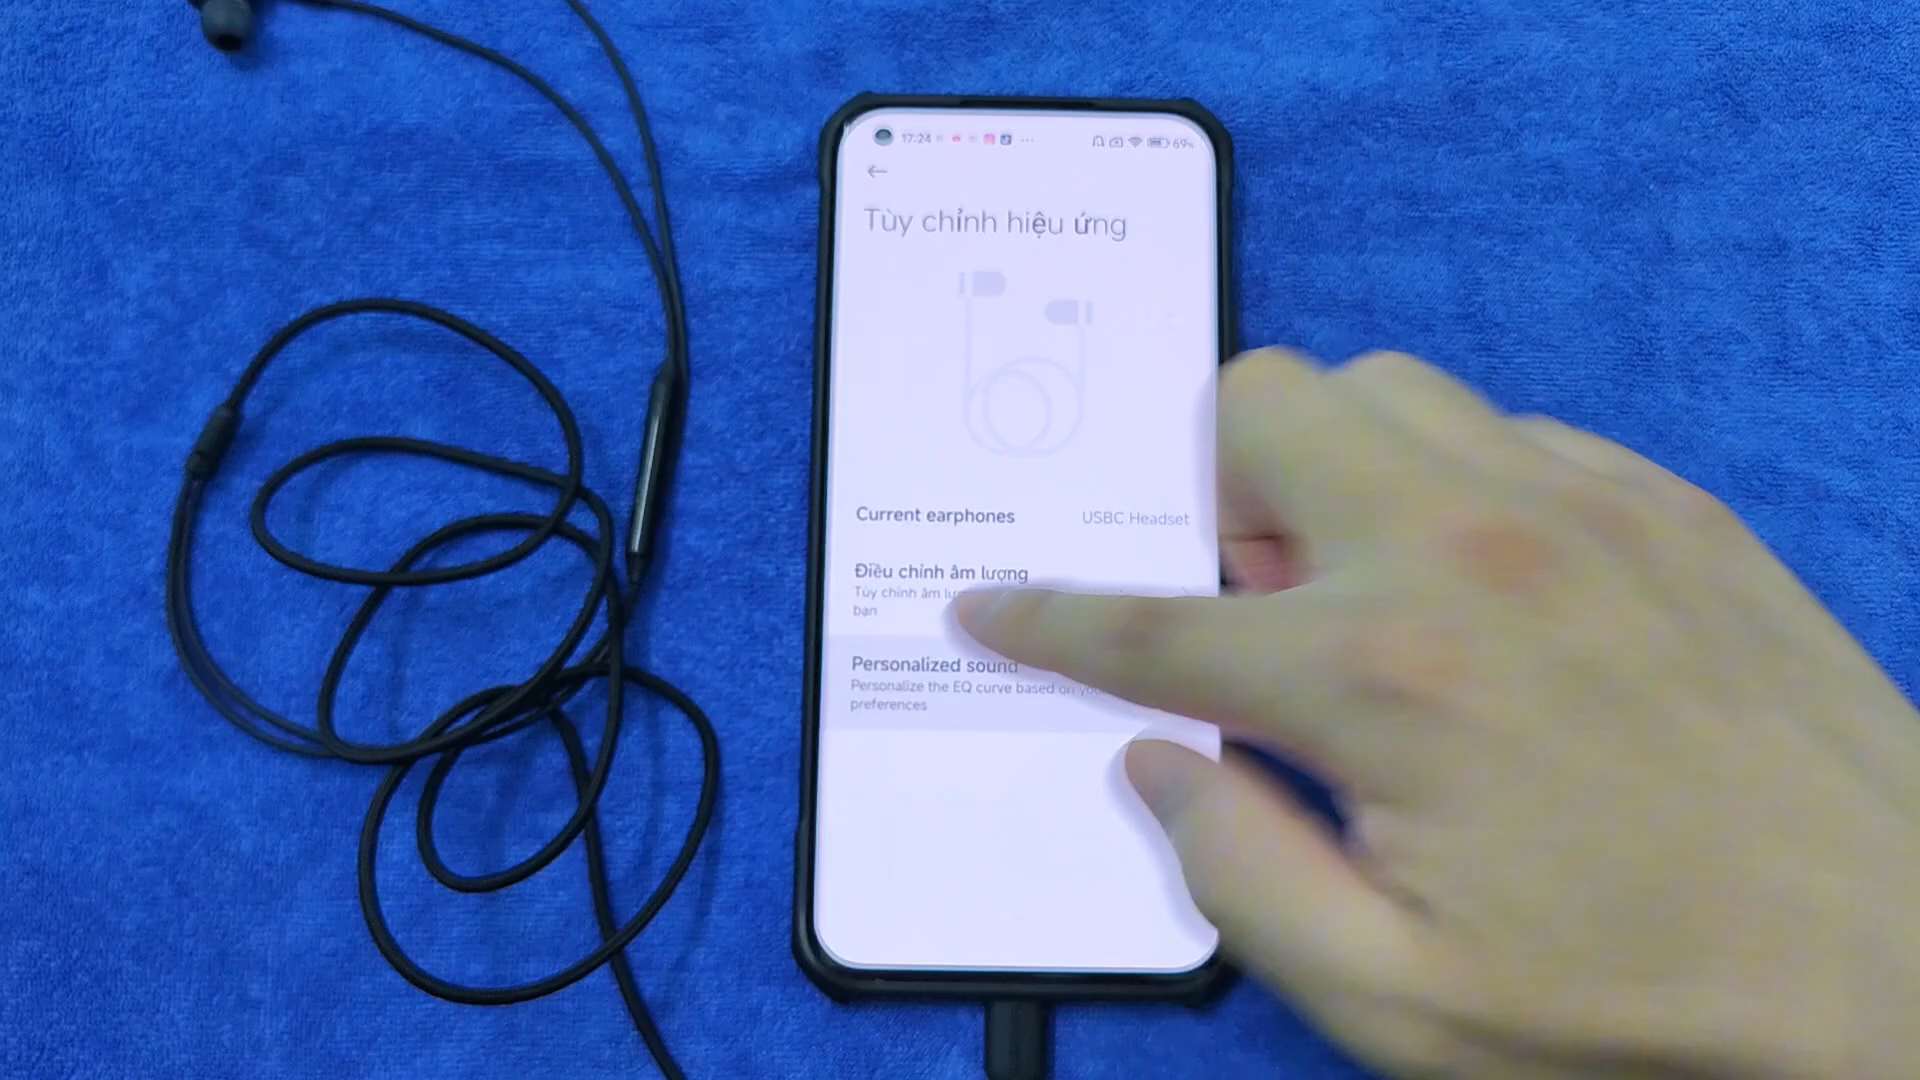 17:24
69%
Tùy chỉnh hiệu ứng
Current earphones
USBC Headset
Điều chỉnh âm lượng
Tùy chỉnh âm
bạn
Personalized sound
Personalize the EQ curve based on
preferences